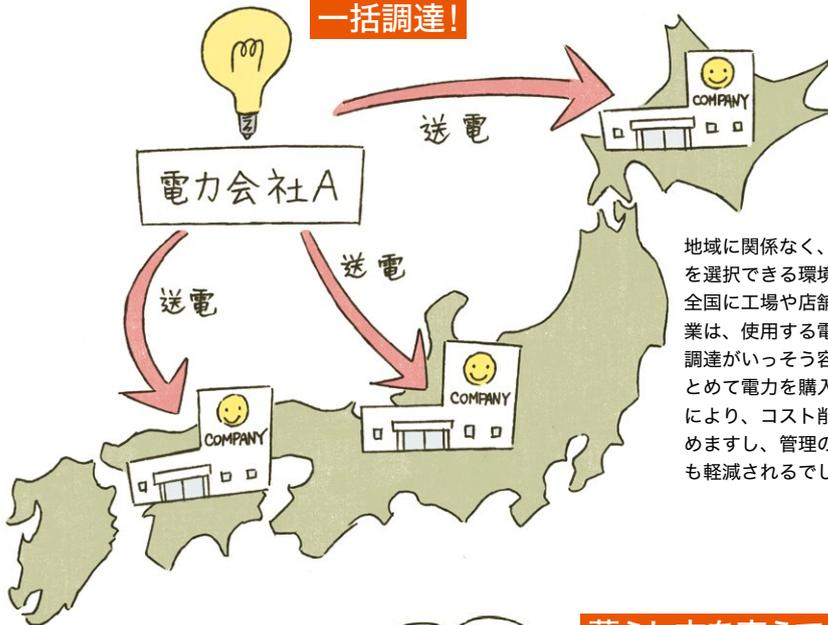 一括調達!
送電
電力会社A
送電
送電
COMPANY
COMPANY
COMPANY
地域に関係なく、
を選択できる環境
全国に工場や店舗
業は、使用する電
調達がいっそう容
とめて電力を購入
により、コスト削
めますし、管理の
も軽減されるでし